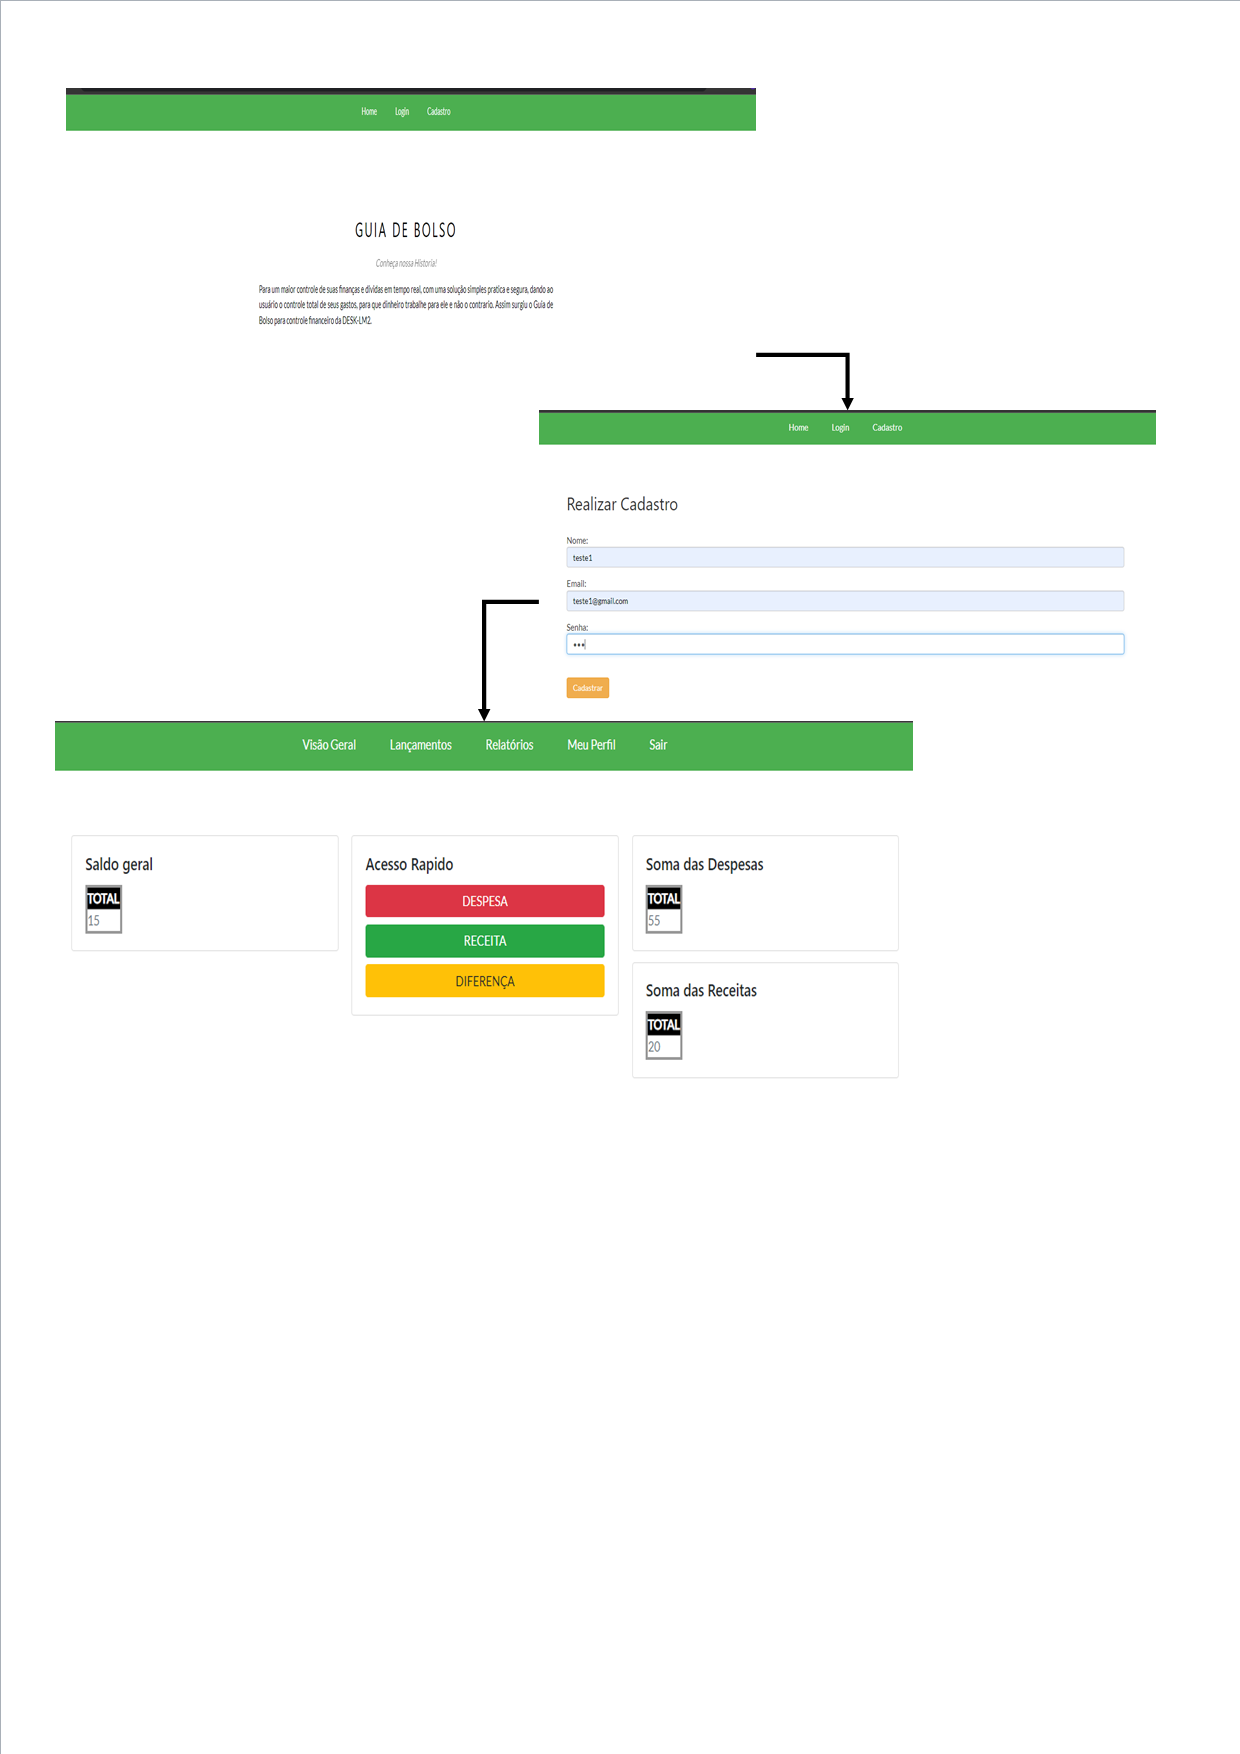 Home Login Cadastro
GUIA DE BOLSO
Conheça nossa Historia!
Para um maior controle de suas finanças e dividas em tempo real, com uma solução simples pratica e segura, dando ao
usuário o controle total de seus gastos, para que dinheiro trabalhe para ele e não o contrario. Assim surgiu o Guia de
Bolso para controle financeiro da DESK-LM2.
Home Login Cadastro
Realizar Cadastro
Nome:
teste1
Email:
teste1@gmail.com
Senha:
•••
Cadastrar
Visão Geral Lançamentos Relatórios Meu Perfil Sair
Saldo geral
TOTAL
15
Acesso Rapido
DESPESA
RECEITA
DIFERENÇA
Soma das Despesas
TOTAL
55
Soma das Receitas
TOTAL
20